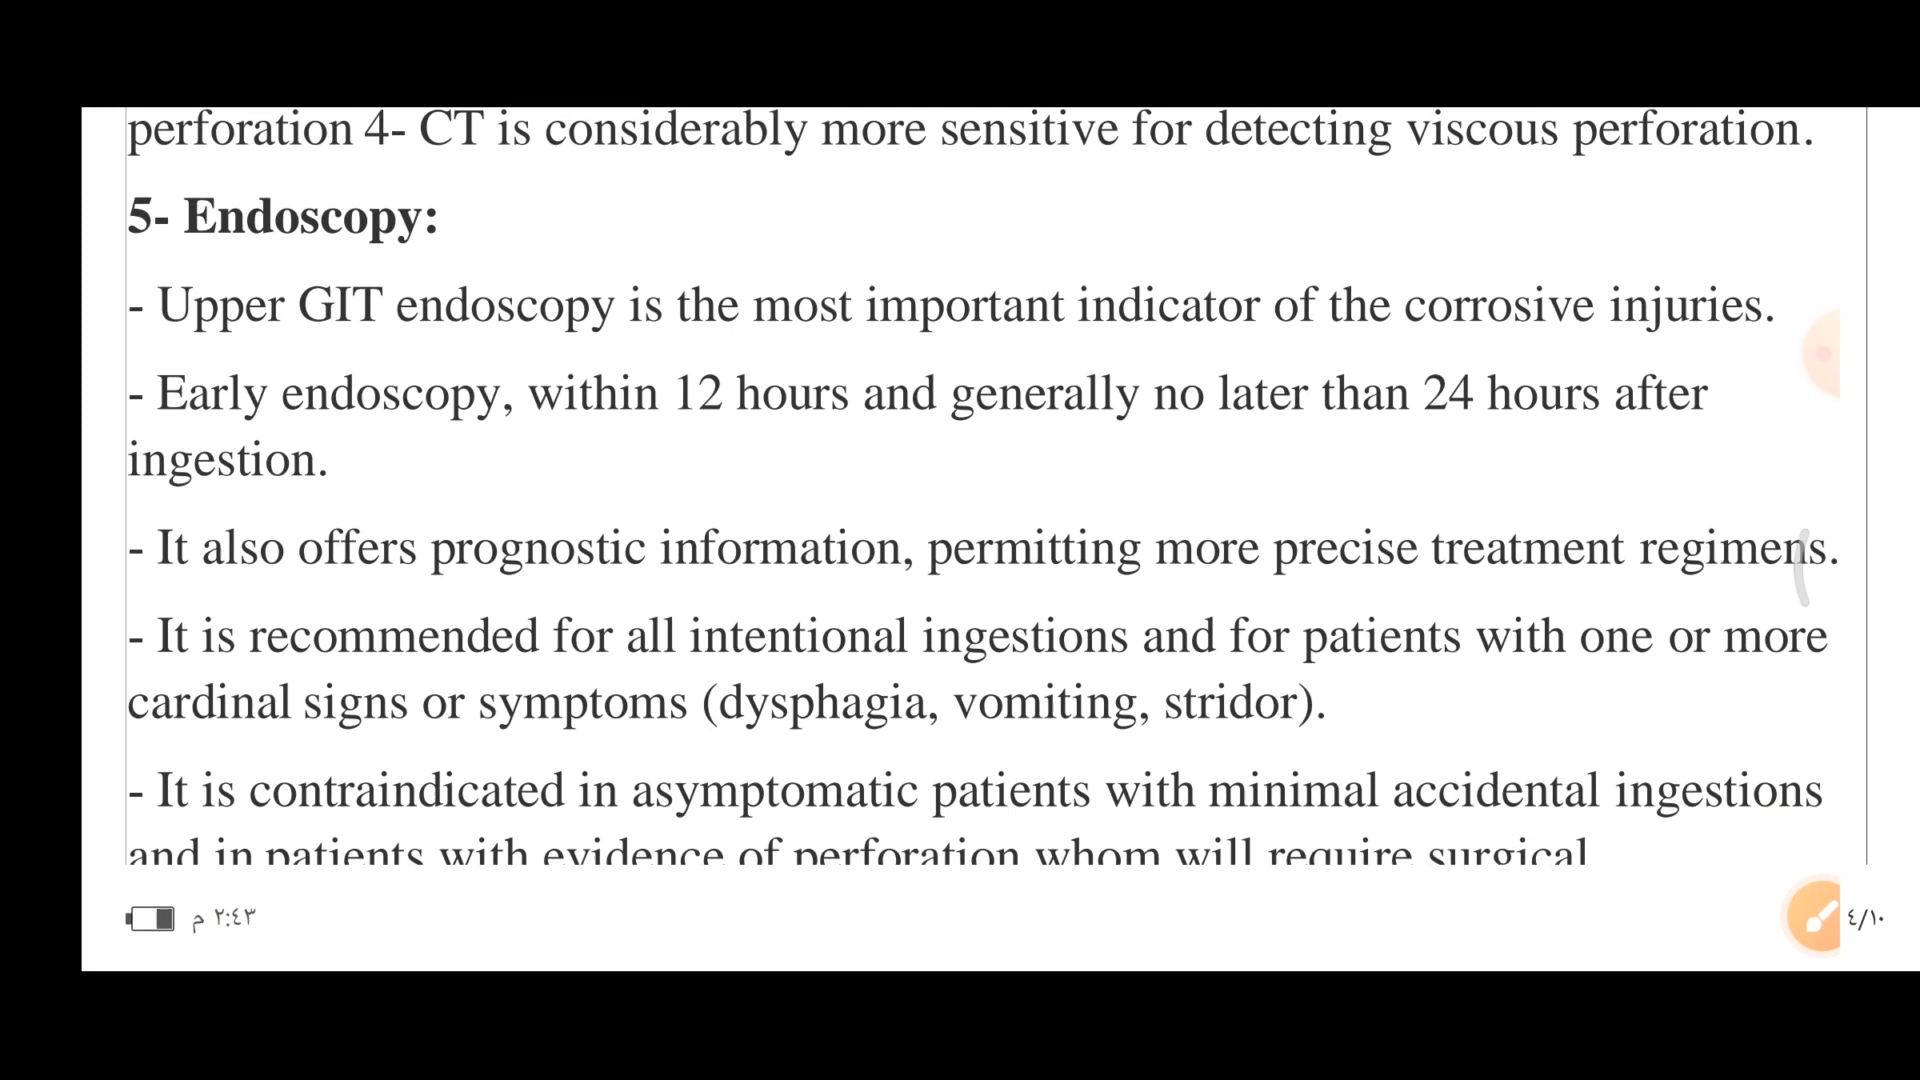 perforation 4- CT is considerably more sensitive for detecting viscous perforation.
5- Endoscopy:
- Upper GIT endoscopy is the most important indicator of the corrosive injuries.
- Early endoscopy, within 12 hours and generally no later than 24 hours after
ingestion.
- It also offers prognostic information, permitting more precise treatment regimens.
- It is recommended for all intentional ingestions and for patients with one or more
cardinal signs or symptoms (dysphagia, vomiting, stridor).
- It is contraindicated in asymptomatic patients with minimal accidental ingestions
and in patients with evidence of perforation whom will require surgical
٢:٤٣ م
٤/١٠